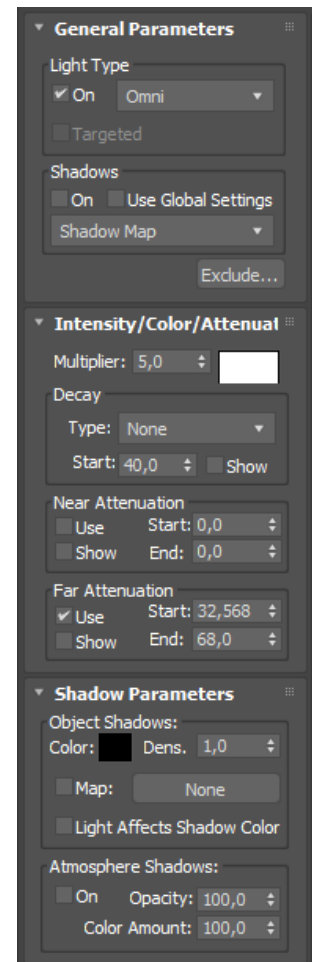 General Parameters
Light Type
On Omni
Targeted
Shadows
On Use Global Settings
Shadow Map
Exclude...
Intensity/Color/Attenuat
Multiplier: 5,0
Decay
Type: None
Start: 40,0 Show
Near Attenuation
Use Start: 0,0
Show End: 0,0
Far Attenuation
Use Start: 32,568
Show End: 68,0
Shadow Parameters
Object Shadows:
Color: Dens. 1,0
Map: None
Light Affects Shadow Color
Atmosphere Shadows:
On Opacity: 100,0
Color Amount: 100,0